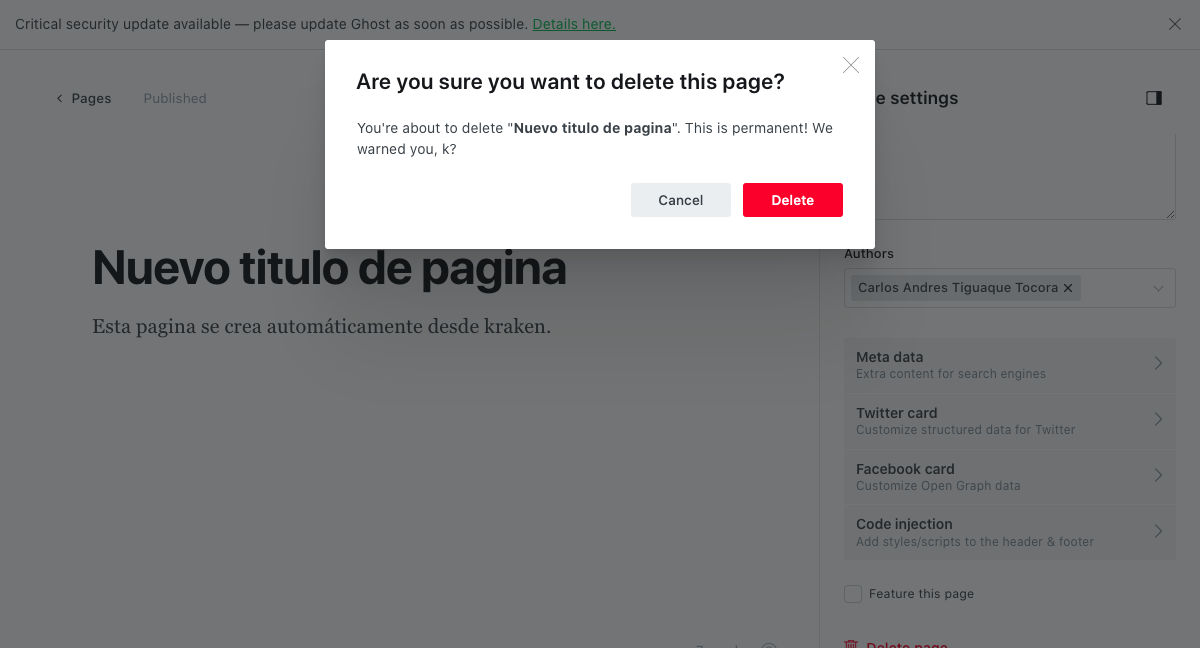 Critical security update available — please update Ghost as soon as possible. Details here.
Are you sure you want to delete this page?
You're about to delete "Nuevo titulo de pagina". This is permanent! We
warned you, k?
Cancel
Delete
Pages
Published
settings
Nuevo titulo de pagina
Esta pagina se crea automáticamente desde kraken.
Authors
Carlos Andres Tiguaque Tocora
Meta data
Extra content for search engines
Twitter card
Customize structured data for Twitter
Facebook card
Customize Open Graph data
Code injection
Add styles/scripts to the header & footer
Feature this page
Delete page